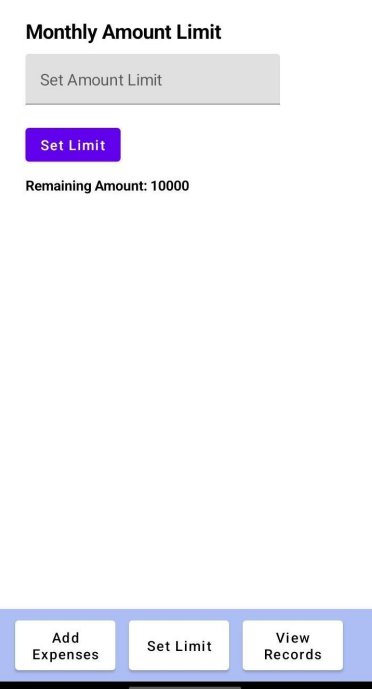 Monthly Amount Limit
Set Amount Limit
Set Limit
Remaining Amount: 10000
Add
Expenses
Set Limit
View
Records